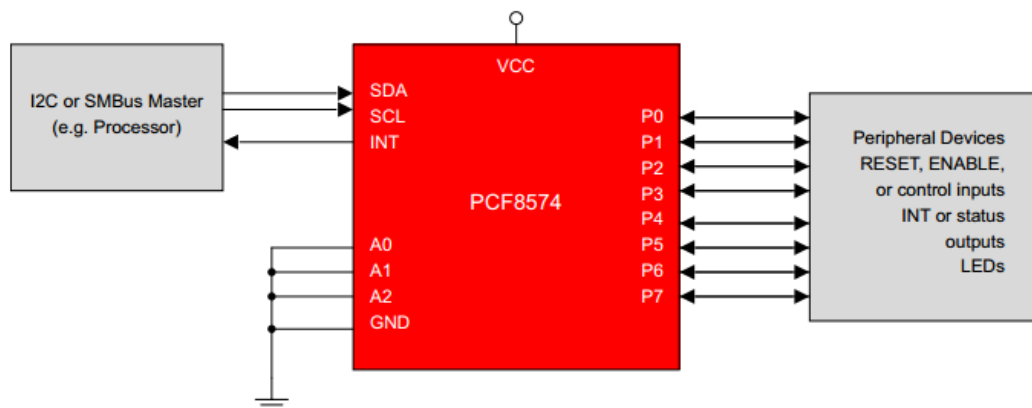 I2C or SMBus Master
(e.g. Processor)
VCC
SDA
SCL
INT
A0
A1
A2
GND
PCF8574
P0
P1
P2
P3
P4
P5
P6
P7
Peripheral Devices
RESET, ENABLE,
or control inputs
INT or status
outputs
LEDs